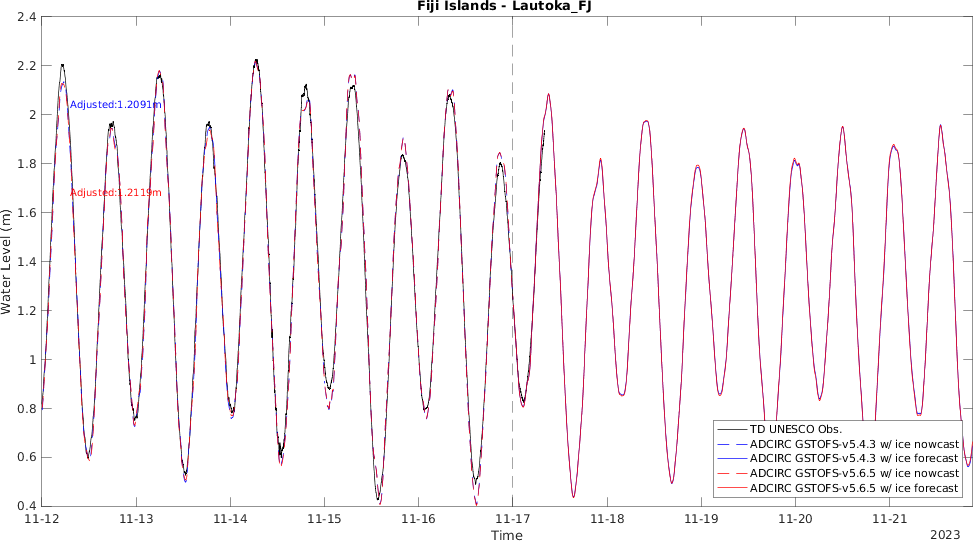 Fiji Islands - Lautoka_FJ
2.4
2.2
2
1.8
1.6
1.4
1.2
1
0.8
0.6
0.4
Water Level (m)
Adjusted:1.2091m
Adjusted:1.2119m
TD UNESCO Obs.
ADCIRC GSTOFS-v5.4.3 w/ ice nowcast
ADCIRC GSTOFS-v5.4.3 w/ ice forecast
ADCIRC GSTOFS-v5.6.5 w/ ice nowcast
ADCIRC GSTOFS-v5.6.5 w/ ice forecast
11-12 11-13 11-14 11-15 11-16 11-17 11-18 11-19 11-20 11-21
Time
2023